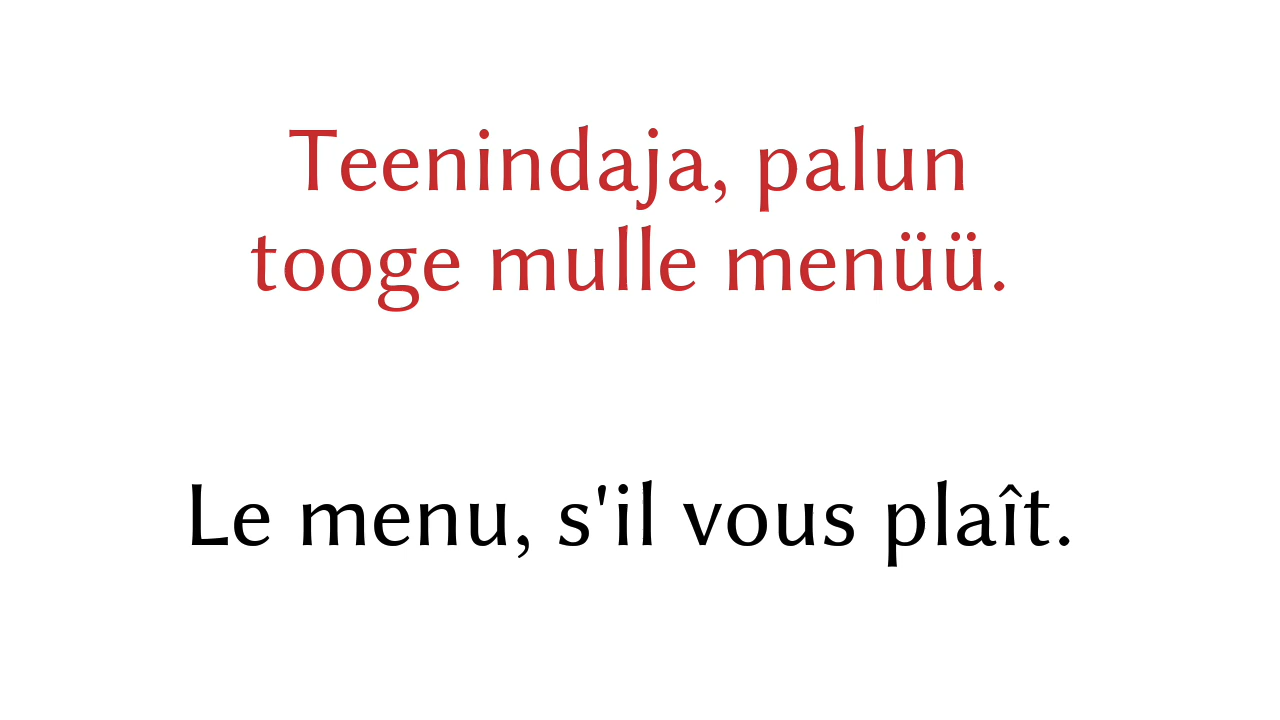 Teenindaja, palun
tooge mulle menüü.
Le menu, s'il vous plaît.